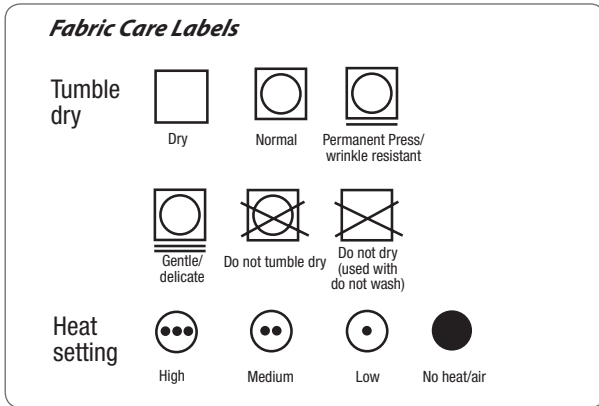 Fabric Care Labels
Tumble
dry
Dry
Normal
Permanent Press/
wrinkle resistant
Gentle/
delicate
Do not tumble dry
Do not dry
(used with
do not wash)
Heat
setting
High
Medium
Low
No heat/air